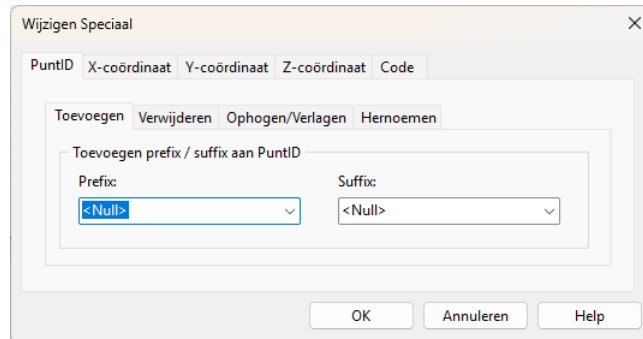 Wijzigen Speciaal
PuntID X-coördinaat Y-coördinaat Z-coördinaat Code
Toevoegen Verwijderen Ophogen/Verlagen Hernoemen
Toevoegen prefix / suffix aan PuntID
Prefix: Suffix:
<Null> <Null>
OK Annuleren Help